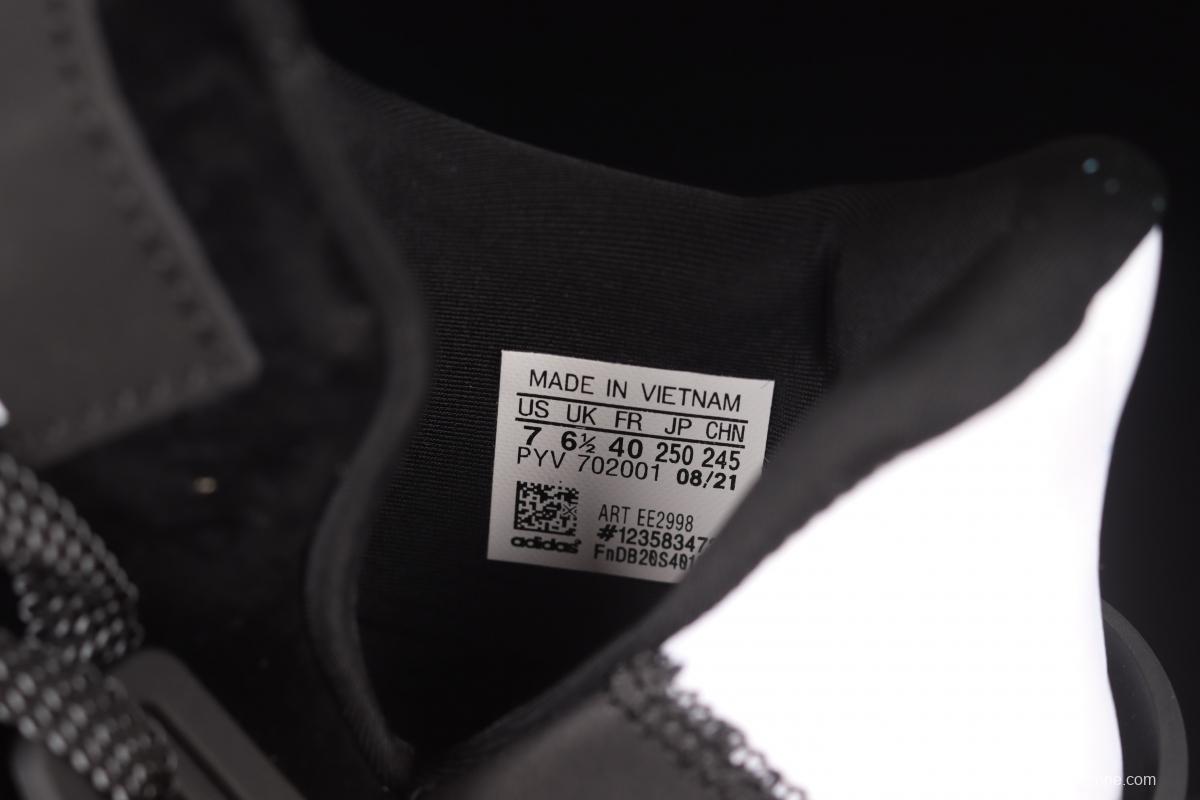 MADE IN VIETNAM
US UK FR JP CHN
7 6½ 40 250 245
PYV 702001 08/21
ART EE2998
adidas